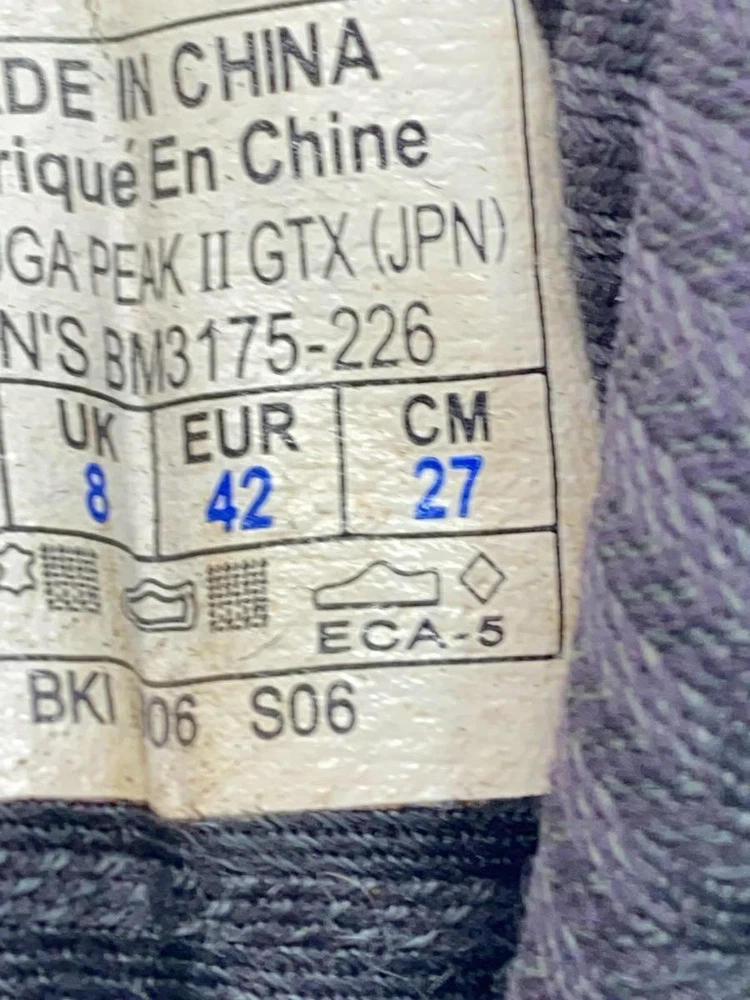 DE IN CHINA
riqué En Chine
GA PEAK II GTX (JPN)
N'S BM3175-226
UK EUR CM
8 42 27
ECA-5
BKI 06 S06